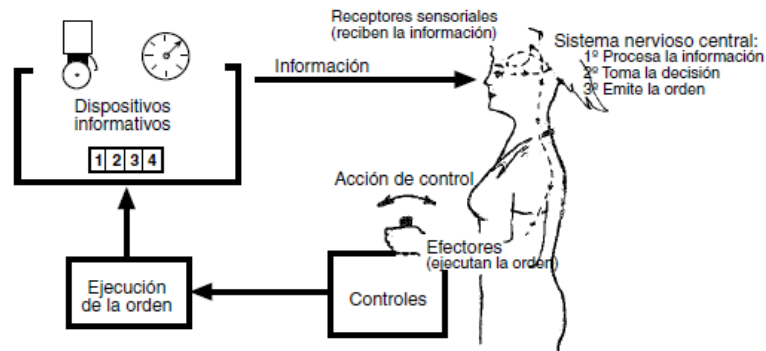 Receptores sensoriales
(reciben la información)
Sistema nervioso central:
1º Procesa la información
2º Toma la decisión
3º Emite la orden
Información
Dispositivos
informativos
1 2 3 4
Acción de control
Efectores
(ejecutan la orden)
Ejecución
de la orden
Controles